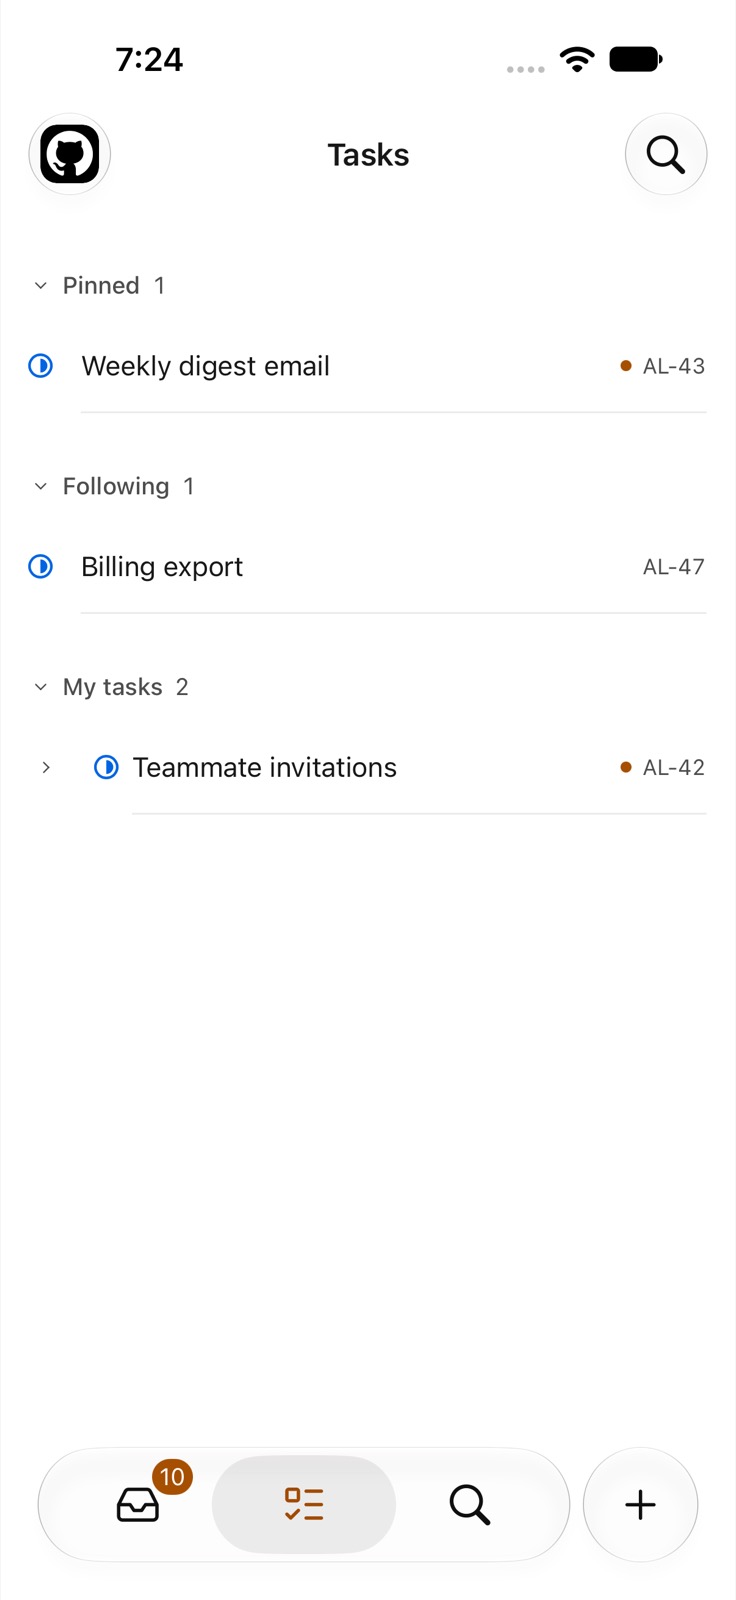 7:24
Tasks
Pinned 1
Weekly digest email AL-43
Following 1
Billing export AL-47
My tasks 2
Teammate invitations AL-42
10